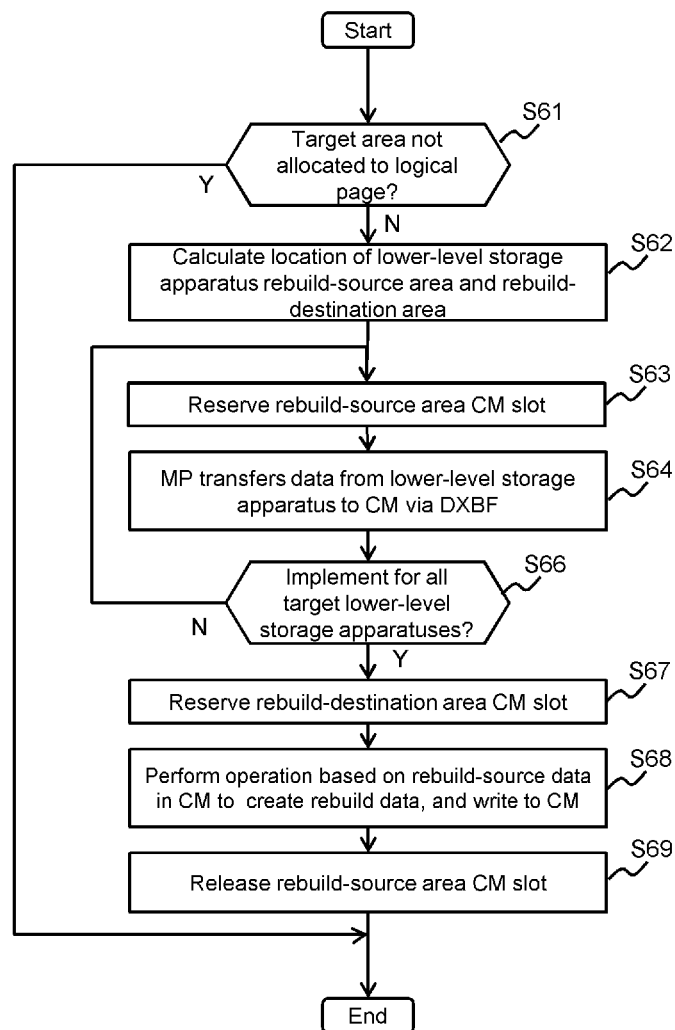 Start
S61
Target area not
allocated to logical
page?
Y
N
S62
Calculate location of lower-level storage
apparatus rebuild-source area and rebuild-
destination area
S63
Reserve rebuild-source area CM slot
S64
MP transfers data from lower-level storage
apparatus to CM via DXBF
S66
Implement for all
target lower-level
storage apparatuses?
N
Y
S67
Reserve rebuild-destination area CM slot
S68
Perform operation based on rebuild-source data
in CM to create rebuild data, and write to CM
S69
Release rebuild-source area CM slot
End